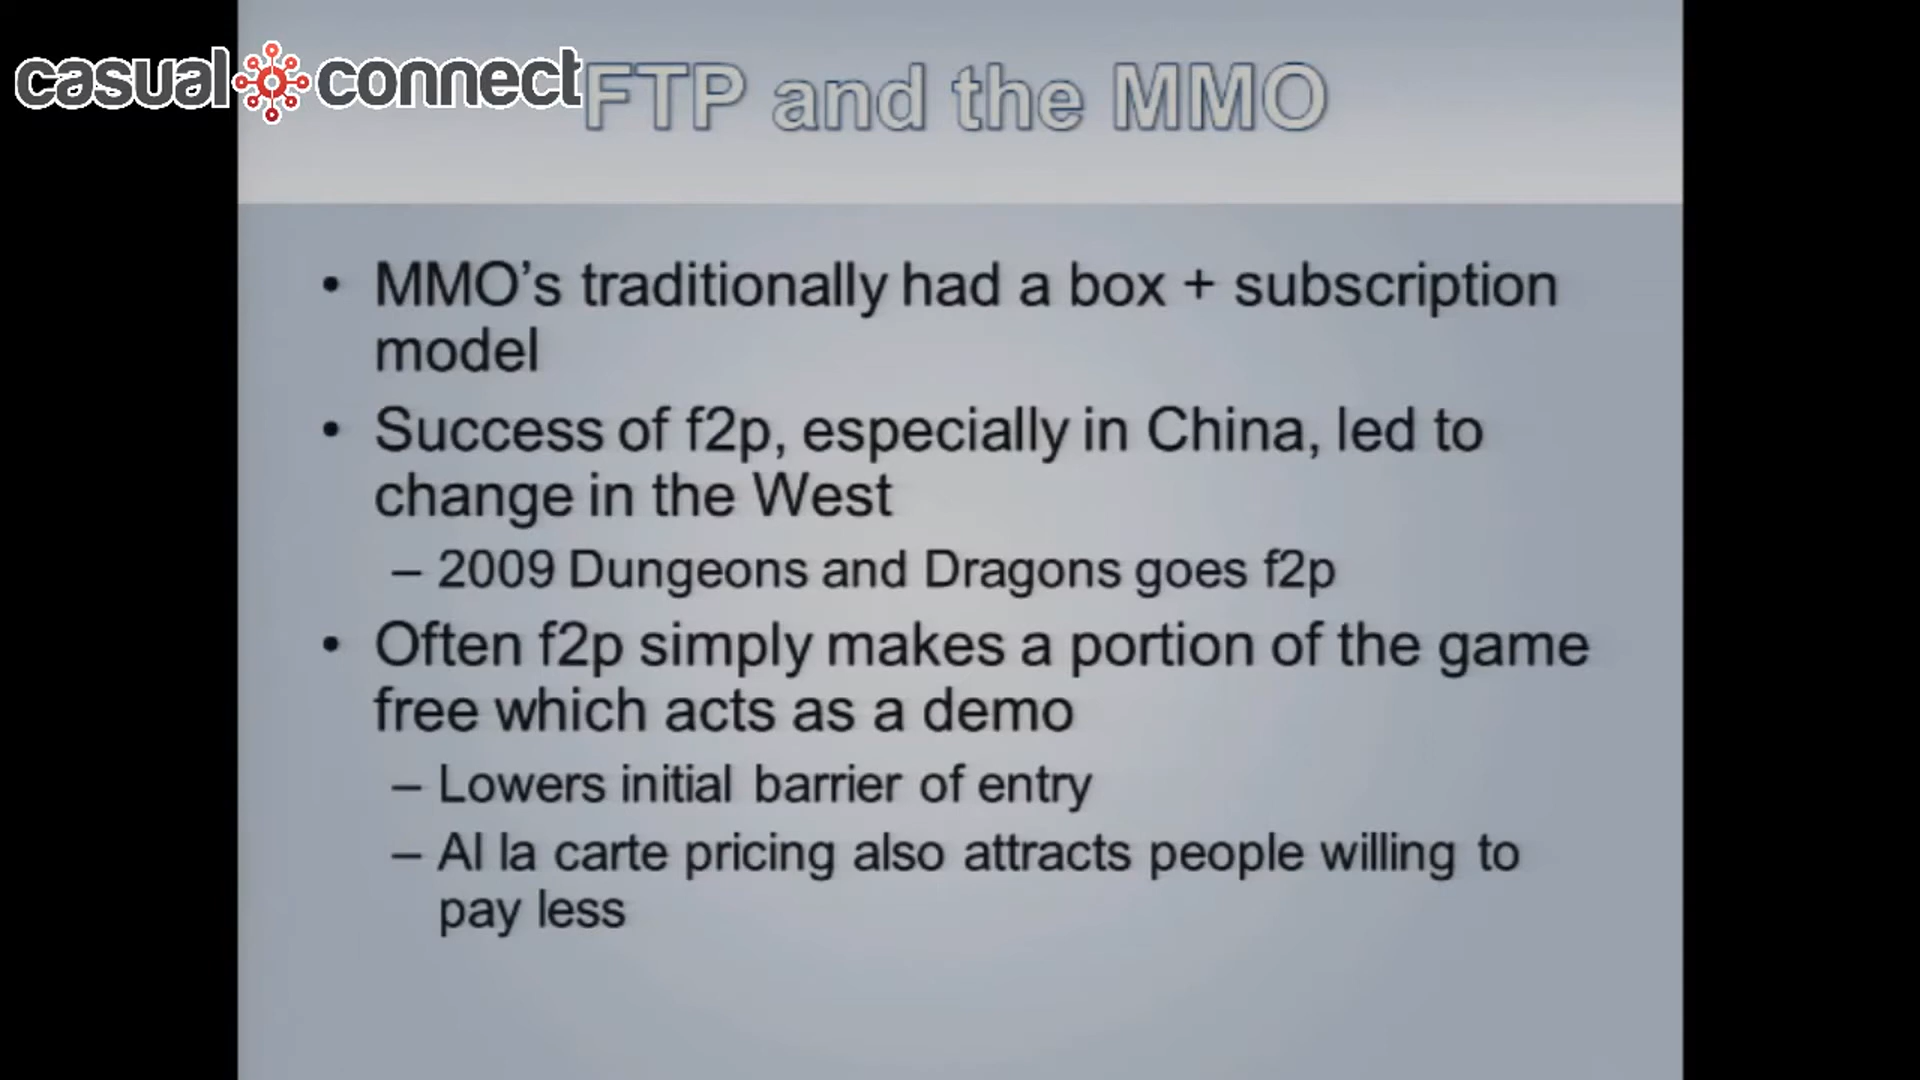 casual connect
FTP and the MMO
• MMO's traditionally had a box + subscription
model
• Success of f2p, especially in China, led to
change in the West
– 2009 Dungeons and Dragons goes f2p
• Often f2p simply makes a portion of the game
free which acts as a demo
– Lowers initial barrier of entry
– Al la carte pricing also attracts people willing to
pay less